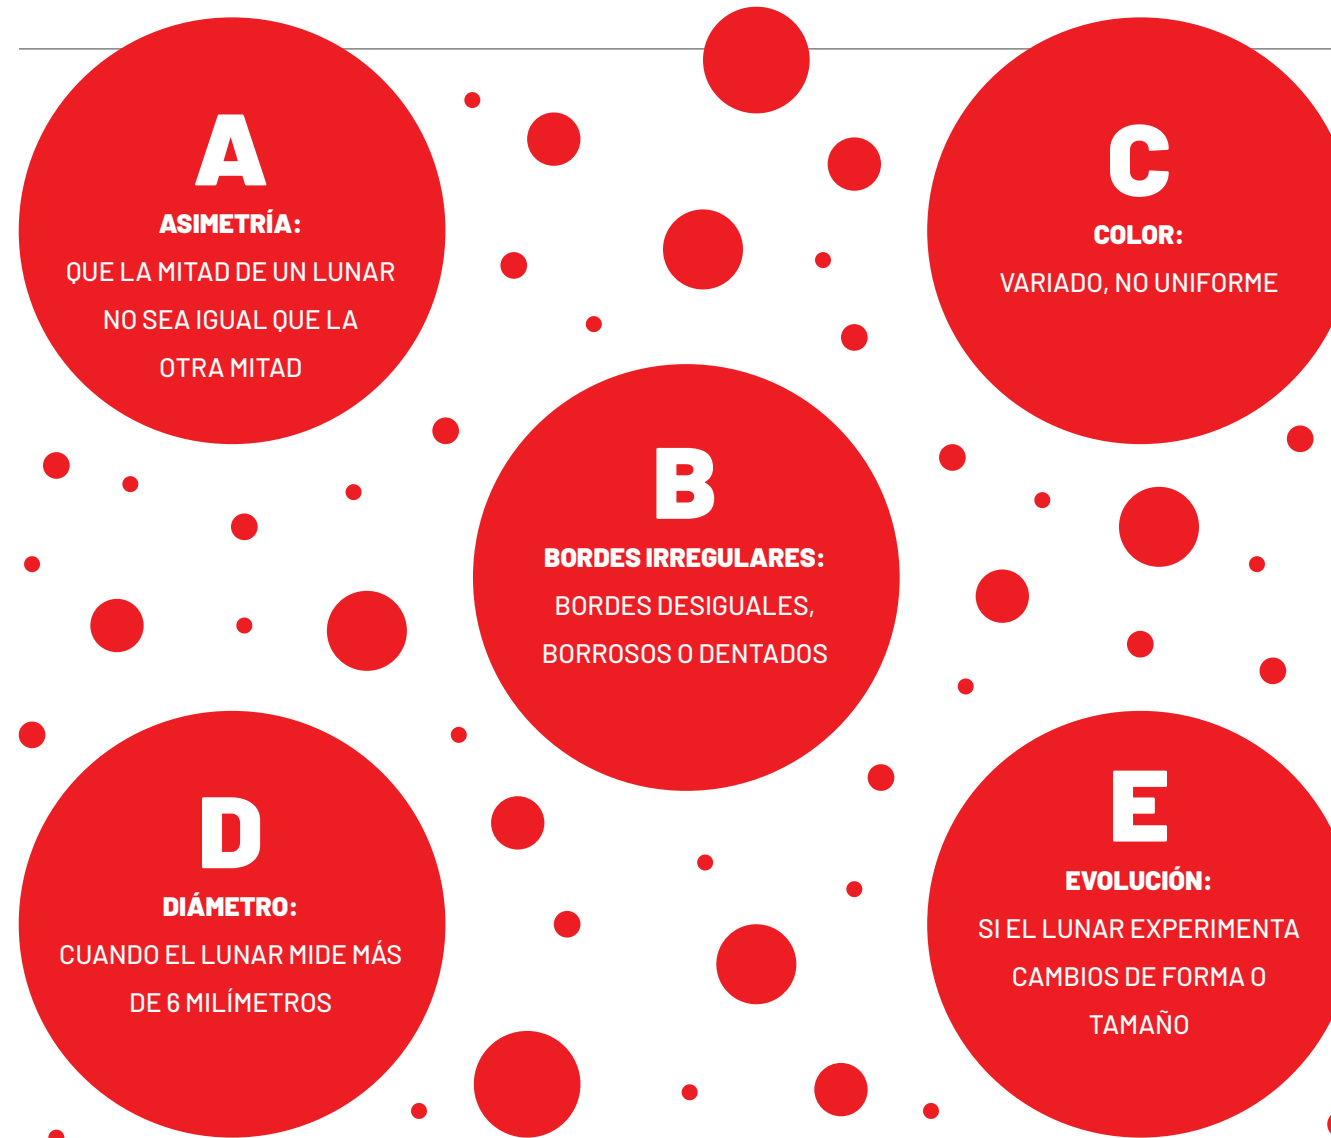 A
ASIMETRÍA:
QUE LA MITAD DE UN LUNAR
NO SEA IGUAL QUE LA
OTRA MITAD
B
BORDES IRREGULARES:
BORDES DESIGUALES,
BORROSOS O DENTADOS
C
COLOR:
VARIADO, NO UNIFORME
D
DIÁMETRO:
CUANDO EL LUNAR MIDE MÁS
DE 6 MILÍMETROS
E
EVOLUCIÓN:
SI EL LUNAR EXPERIMENTA
CAMBIOS DE FORMA O
TAMAÑO